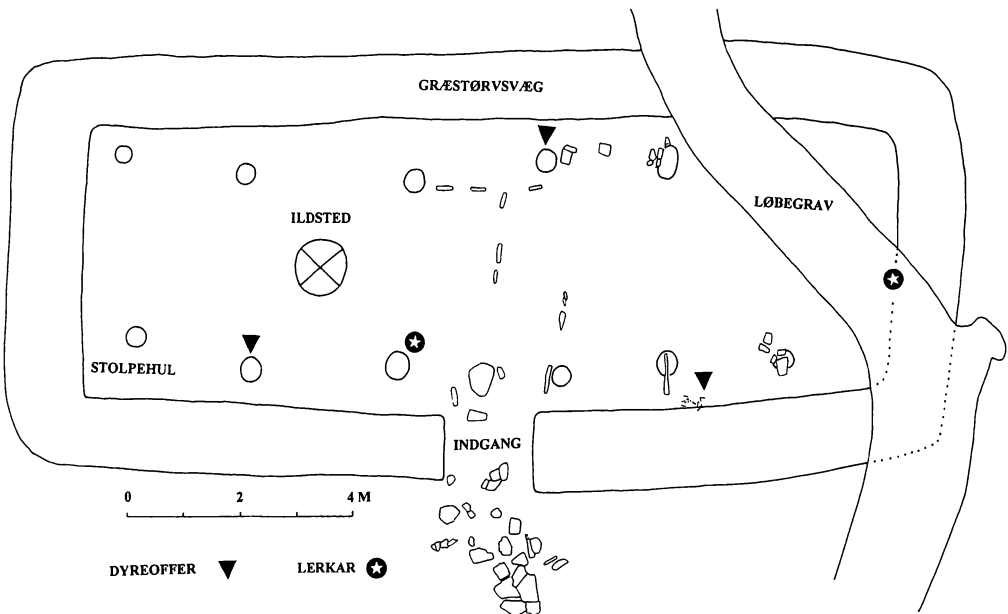 GRÆSTØRVSVÆG
LØBEGRAV
ILDSTED
STOLPEHUL
INDGANG
0 2 4 M
DYREOFFER LERKAR